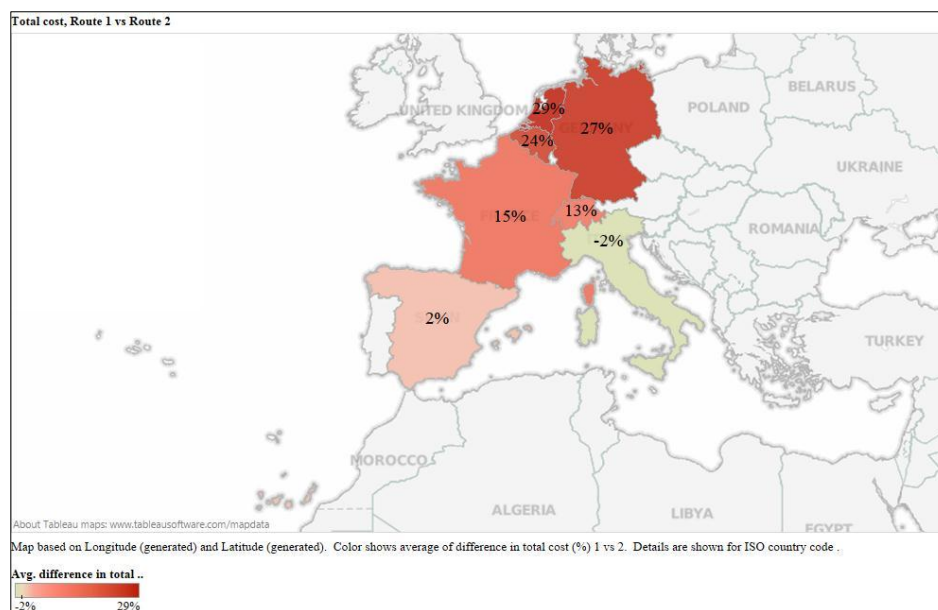 Total cost, Route 1 vs Route 2
UNITED KINGDOM
29%
24%
27%
POLAND
BELARUS
UKRAINE
15%
13%
-2%
ROMANIA
2%
TURKEY
MOROCCO
ALGERIA
LIBYA
EGYPT
About Tableau maps: www.tableausoftware.com/mapdata
Map based on Longitude (generated) and Latitude (generated).  Color shows average of difference in total cost (%) 1 vs 2.  Details are shown for ISO country code .
Avg. difference in total ..
-2%
29%